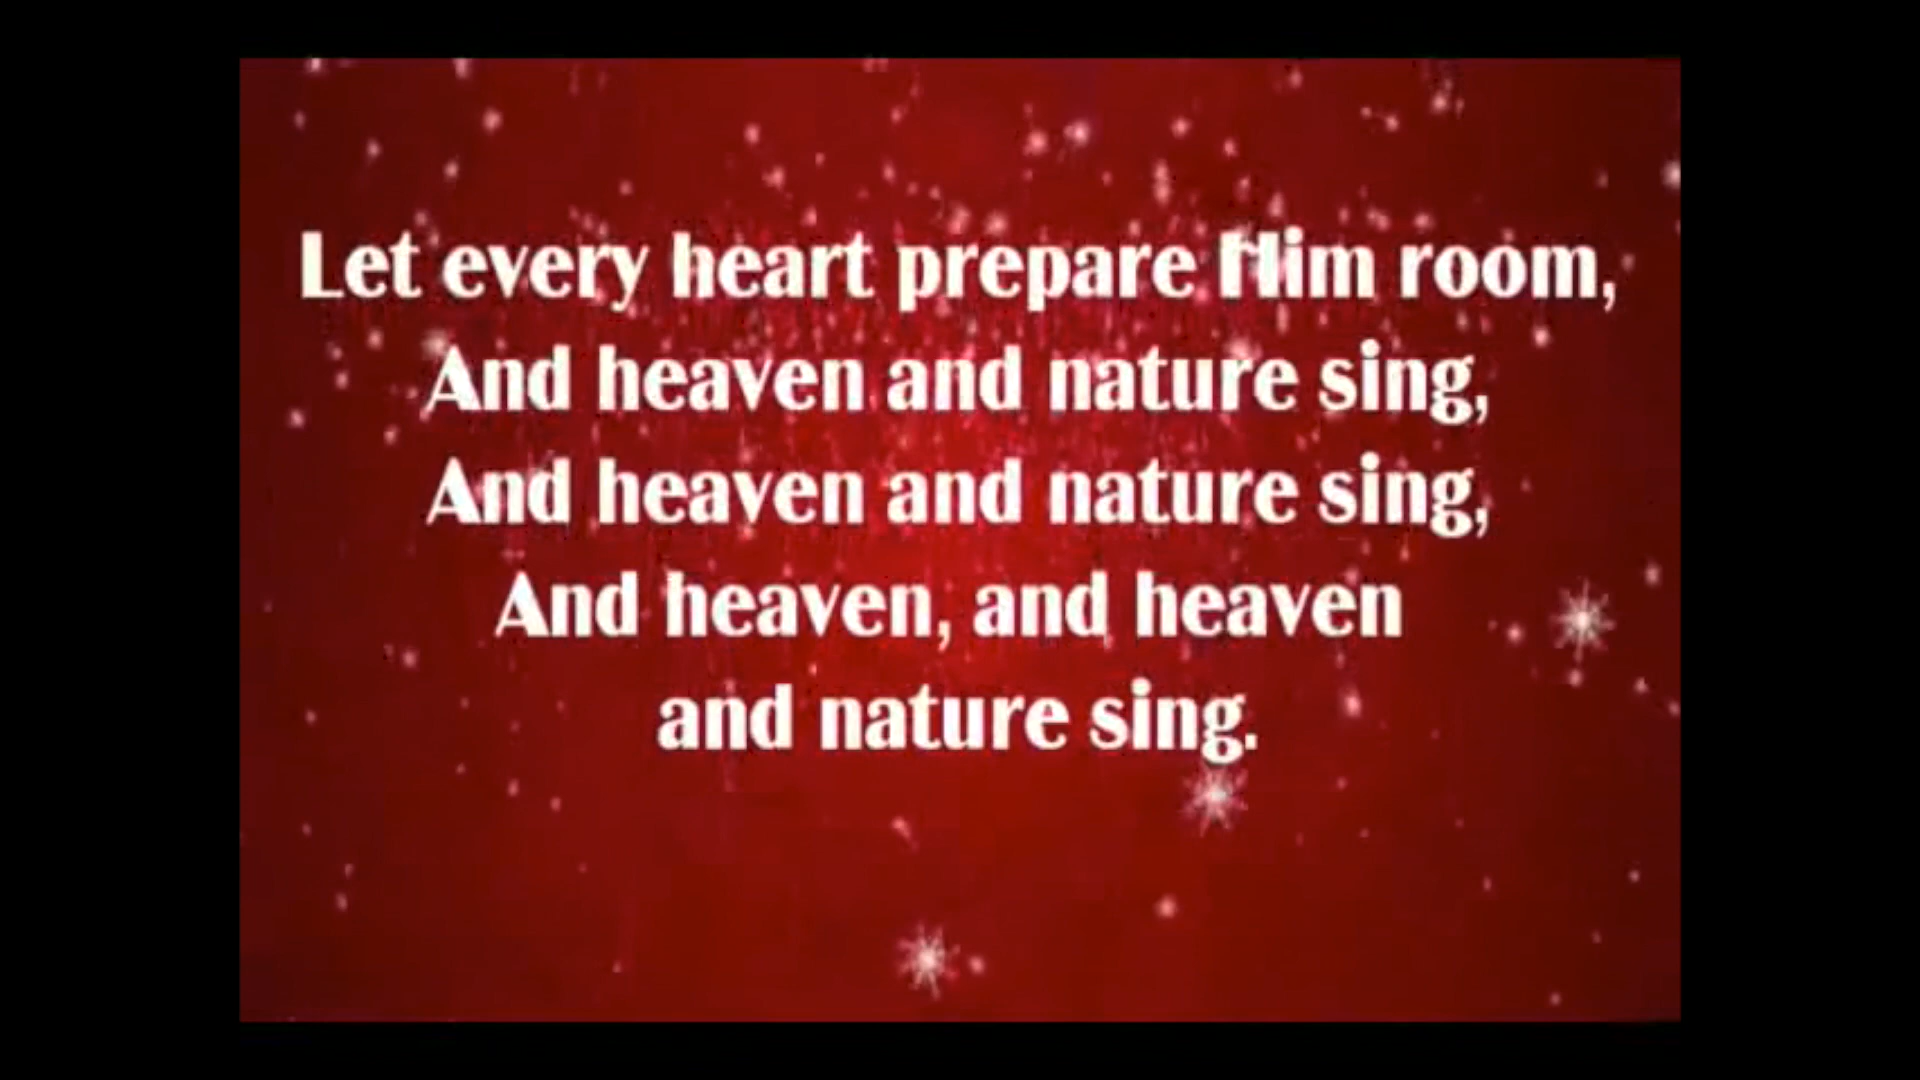 Let every heart prepare Him room,
And heaven and nature sing,
And heaven and nature sing,
And heaven, and heaven
and nature sing.